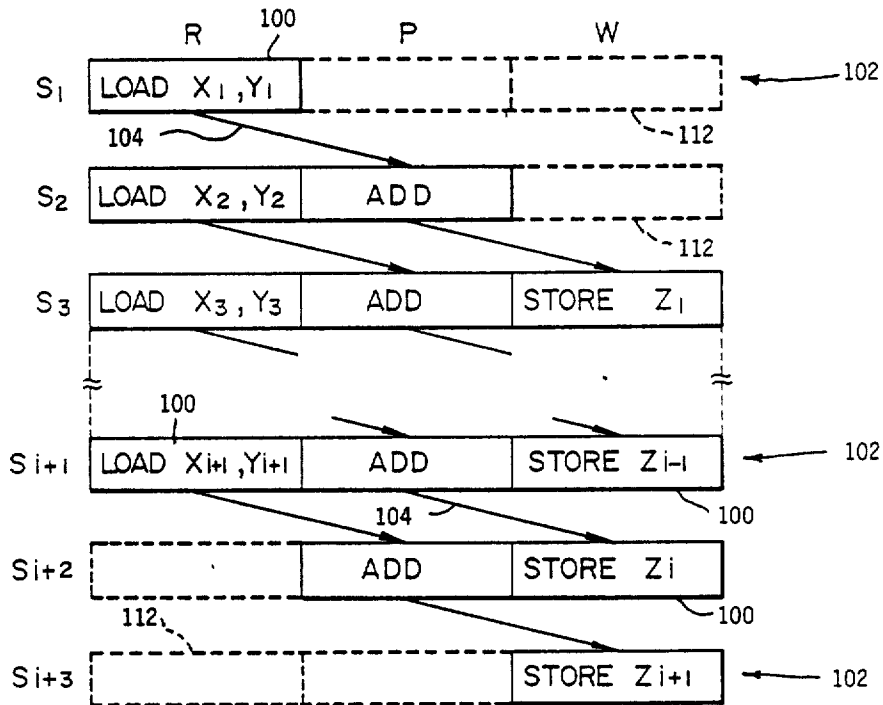 R 100 P W
S1 LOAD X1,Y1 102
104 112
S2 LOAD X2,Y2 ADD
112
S3 LOAD X3,Y3 ADD STORE Z1
100
Si+1 LOAD Xi+1,Yi+1 ADD STORE Zi-1 102
104 100
Si+2 ADD STORE Zi
112 100
Si+3 STORE Zi+1 102